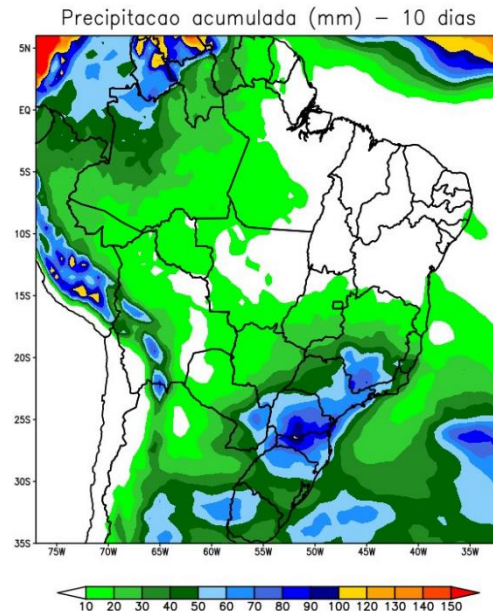 Precipitacao acumulada (mm) – 10 dias
5N
EQ
5S
10S
15S
20S
25S
30S
35S
75W 70W 65W 60W 55W 50W 45W 40W 35W
10 20 30 40 50 60 70 80 90 100 120 130 140 150